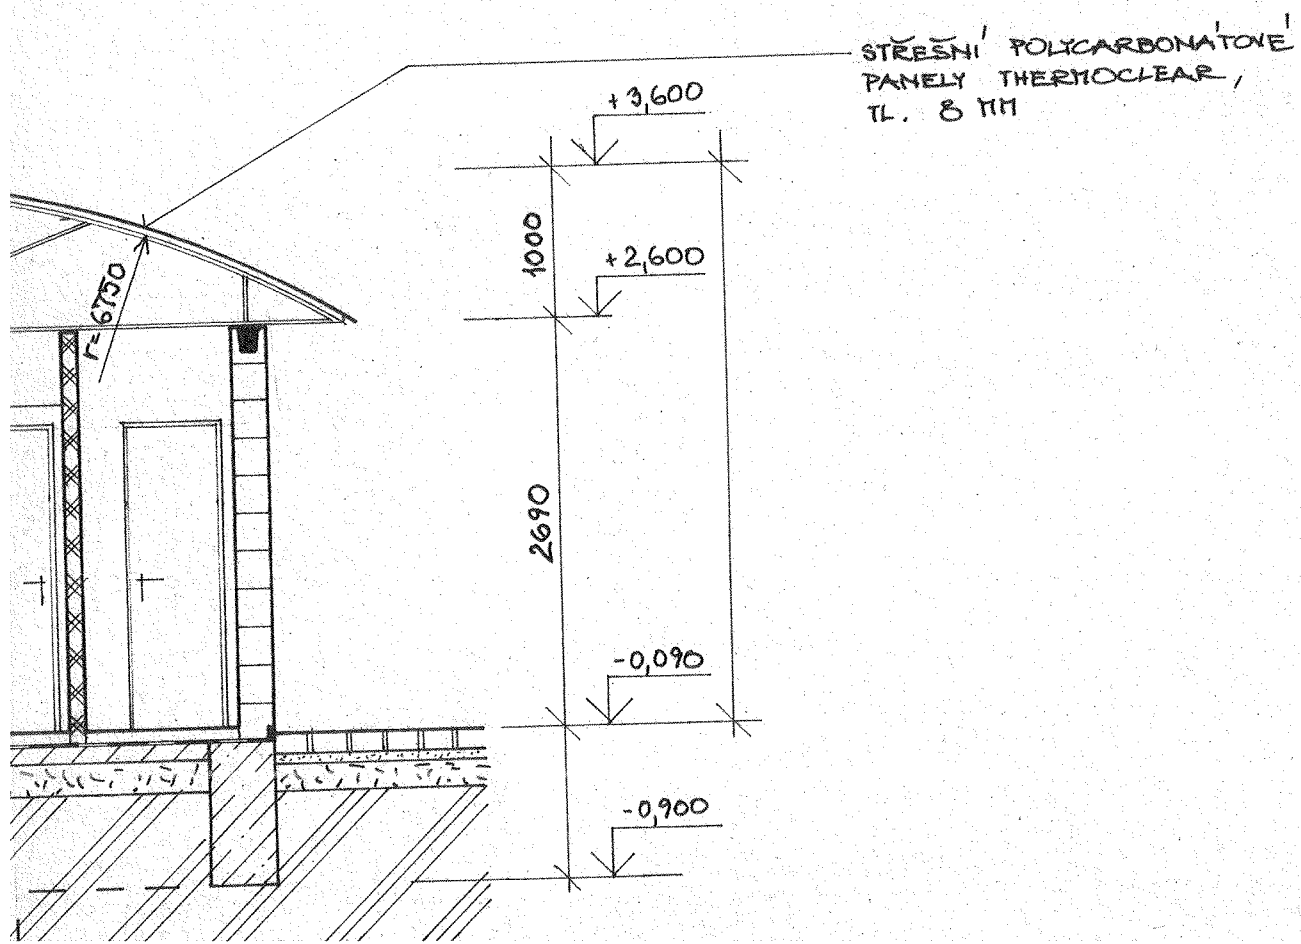 STŘEŠNÍ POLYCARBONÁTOVÉ
PANELY THERMOCLEAR,
TL. 8 MM
+3,600
1000
+2,600
r=6750
2690
-0,090
-0,900